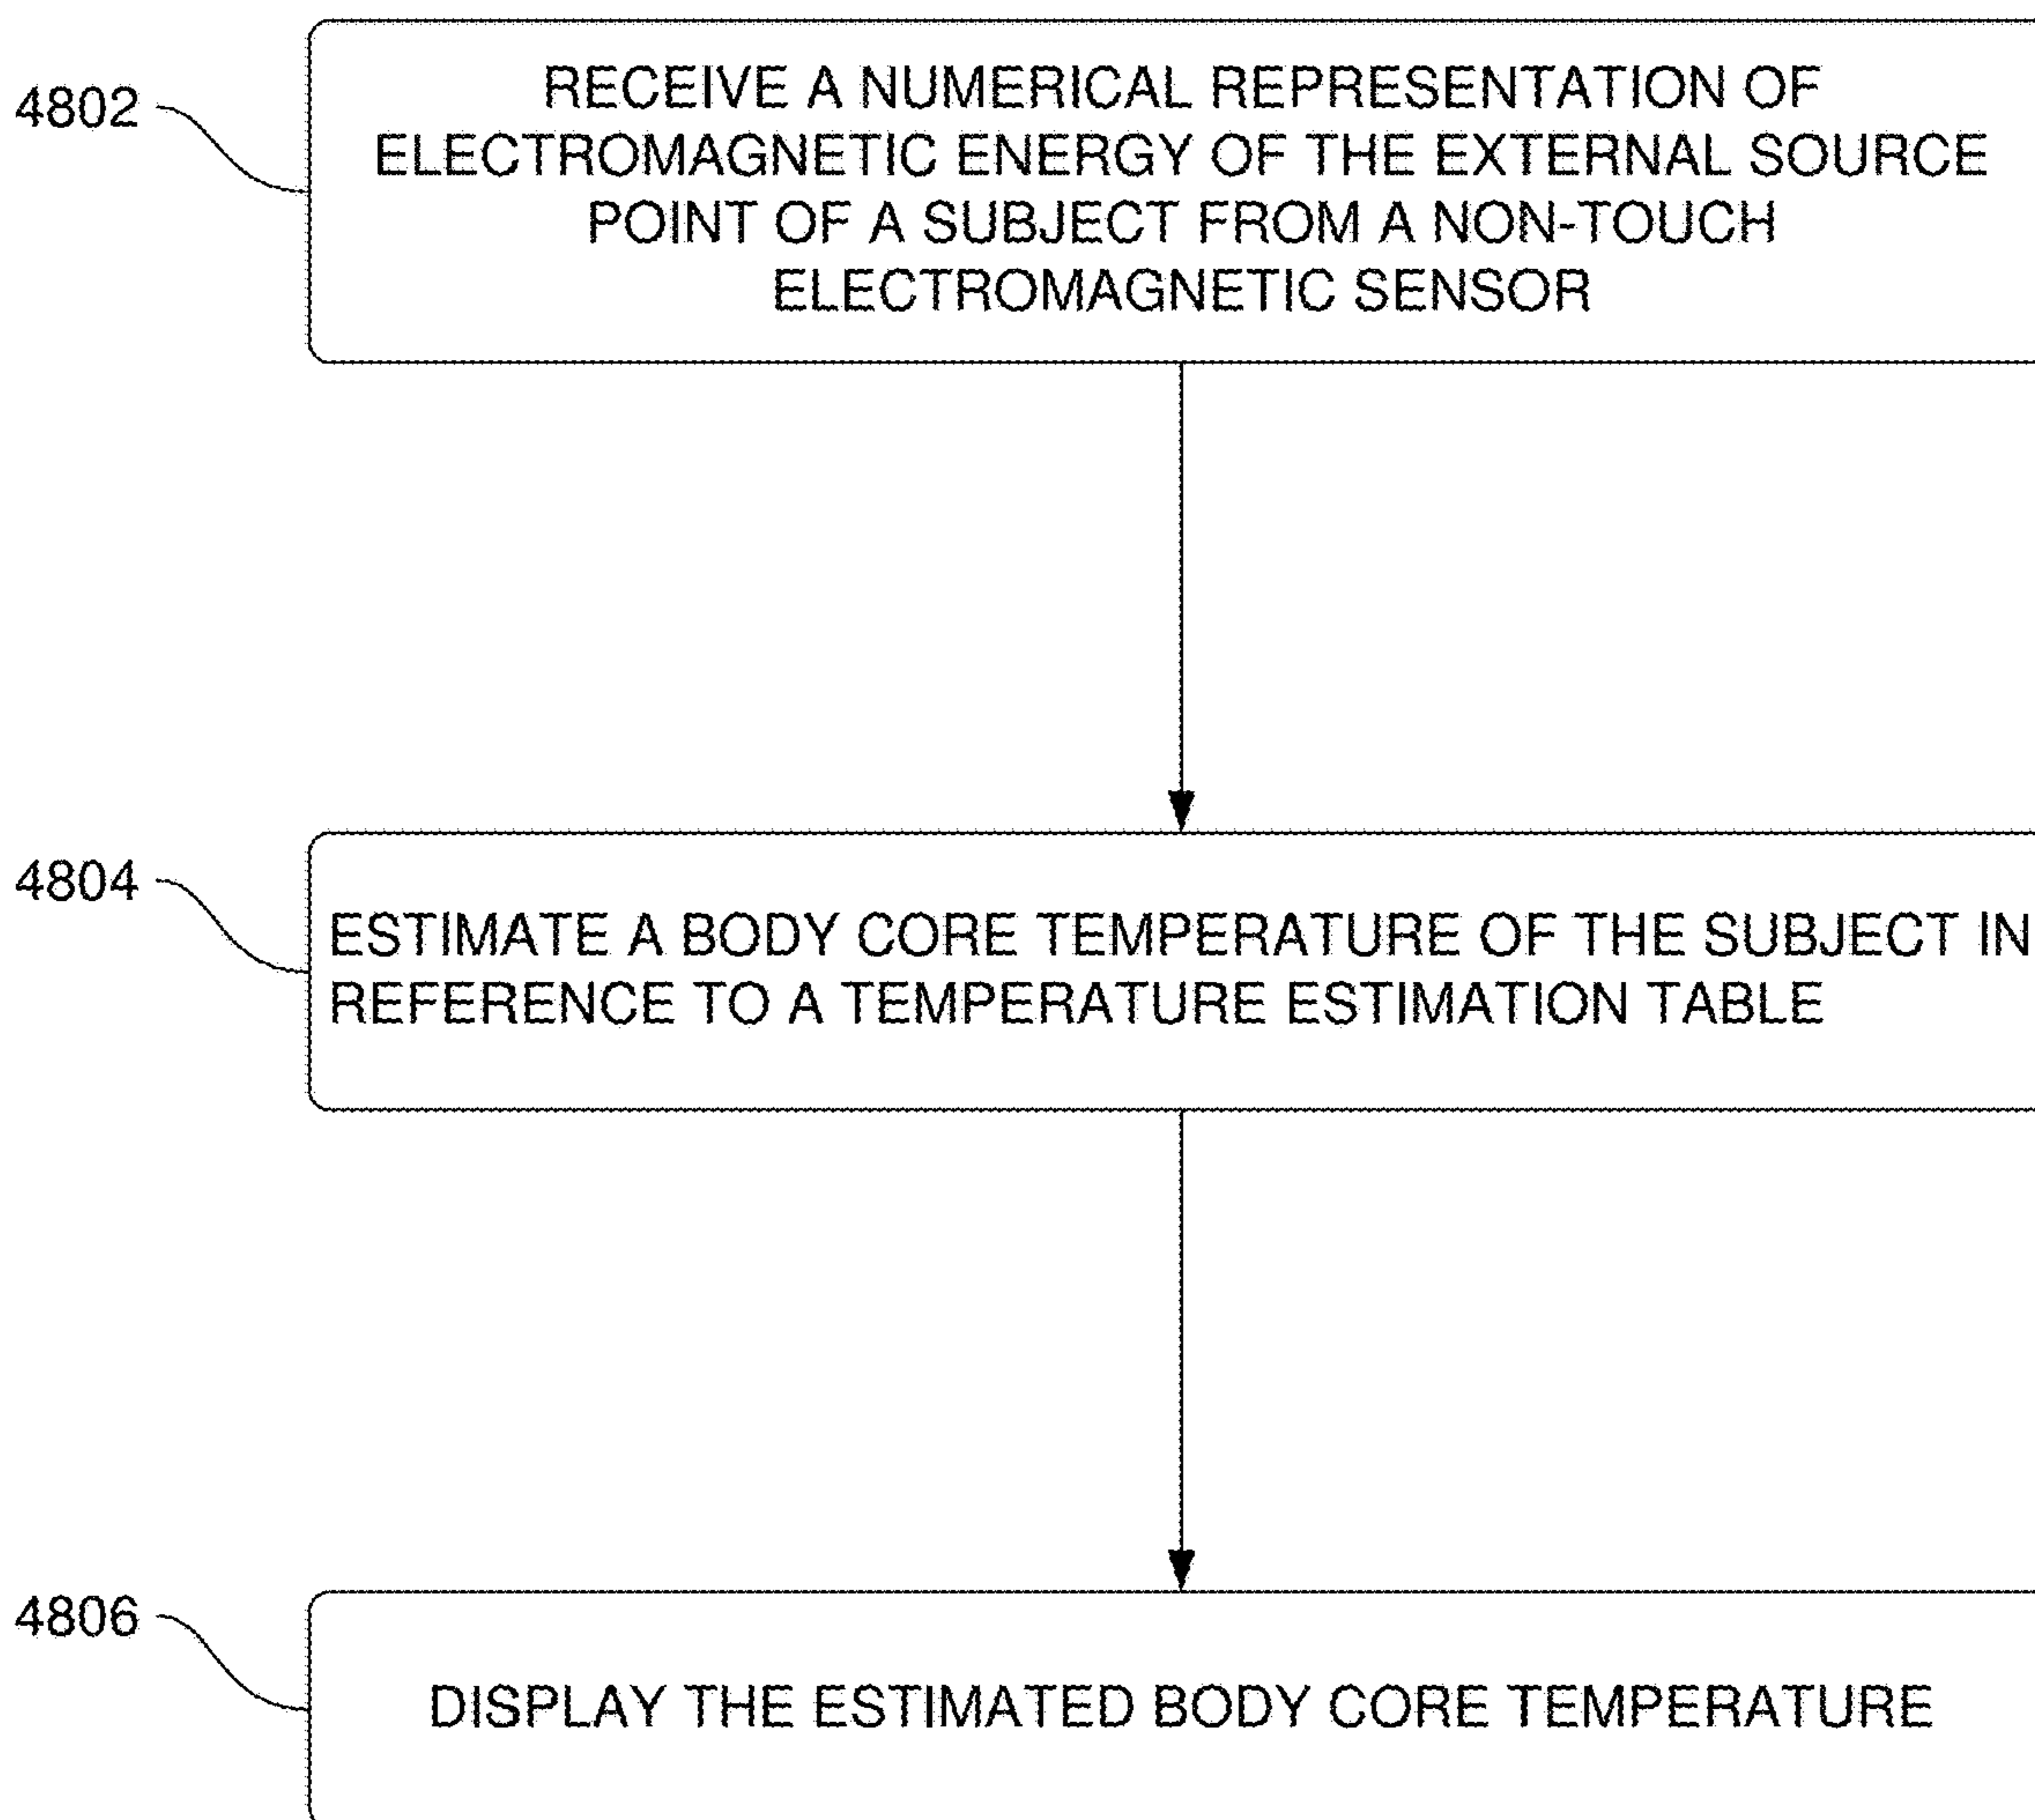 4802
RECEIVE A NUMERICAL REPRESENTATION OF
ELECTROMAGNETIC ENERGY OF THE EXTERNAL SOURCE
POINT OF A SUBJECT FROM A NON-TOUCH
ELECTROMAGNETIC SENSOR
4804
ESTIMATE A BODY CORE TEMPERATURE OF THE SUBJECT IN
REFERENCE TO A TEMPERATURE ESTIMATION TABLE
4806
DISPLAY THE ESTIMATED BODY CORE TEMPERATURE